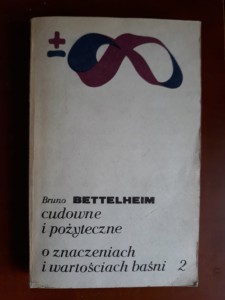 ±
Bruno BETTELHEIM
cudowne
i pożyteczne
o znaczeniach
i wartościach baśni 2